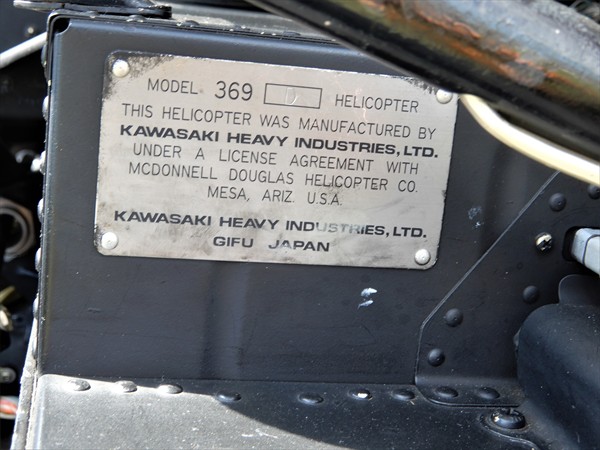 MODEL 369 D HELICOPTER
THIS HELICOPTER WAS MANUFACTURED BY
KAWASAKI HEAVY INDUSTRIES, LTD.
UNDER A LICENSE AGREEMENT WITH
MCDONNELL DOUGLAS HELICOPTER CO.
MESA, ARIZ. U.S.A.
KAWASAKI HEAVY INDUSTRIES, LTD.
GIFU JAPAN